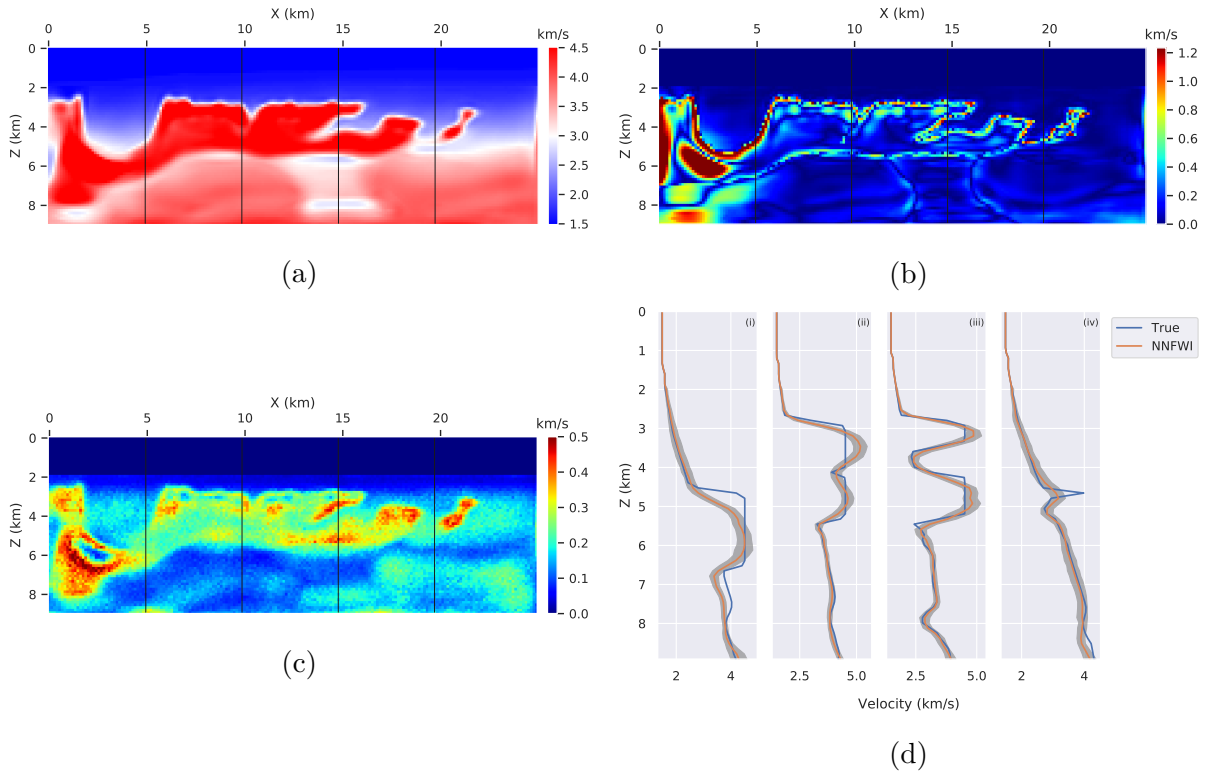 X (km)
km/s
0 5 10 15 20
Z (km)
0
2
4
6
8
4.5
4.0
3.5
3.0
2.5
2.0
1.5
(a)
X (km)
km/s
0 5 10 15 20
Z (km)
0
2
4
6
8
1.2
1.0
0.8
0.6
0.4
0.2
0.0
(b)
X (km)
km/s
0 5 10 15 20
Z (km)
0
2
4
6
8
0.5
0.4
0.3
0.2
0.1
0.0
(c)
Z (km)
0
1
2
3
4
5
6
7
8
(i) (ii) (iii) (iv)
True
NNFWI
2 4 2.5 5.0 2.5 5.0 2 4
Velocity (km/s)
(d)